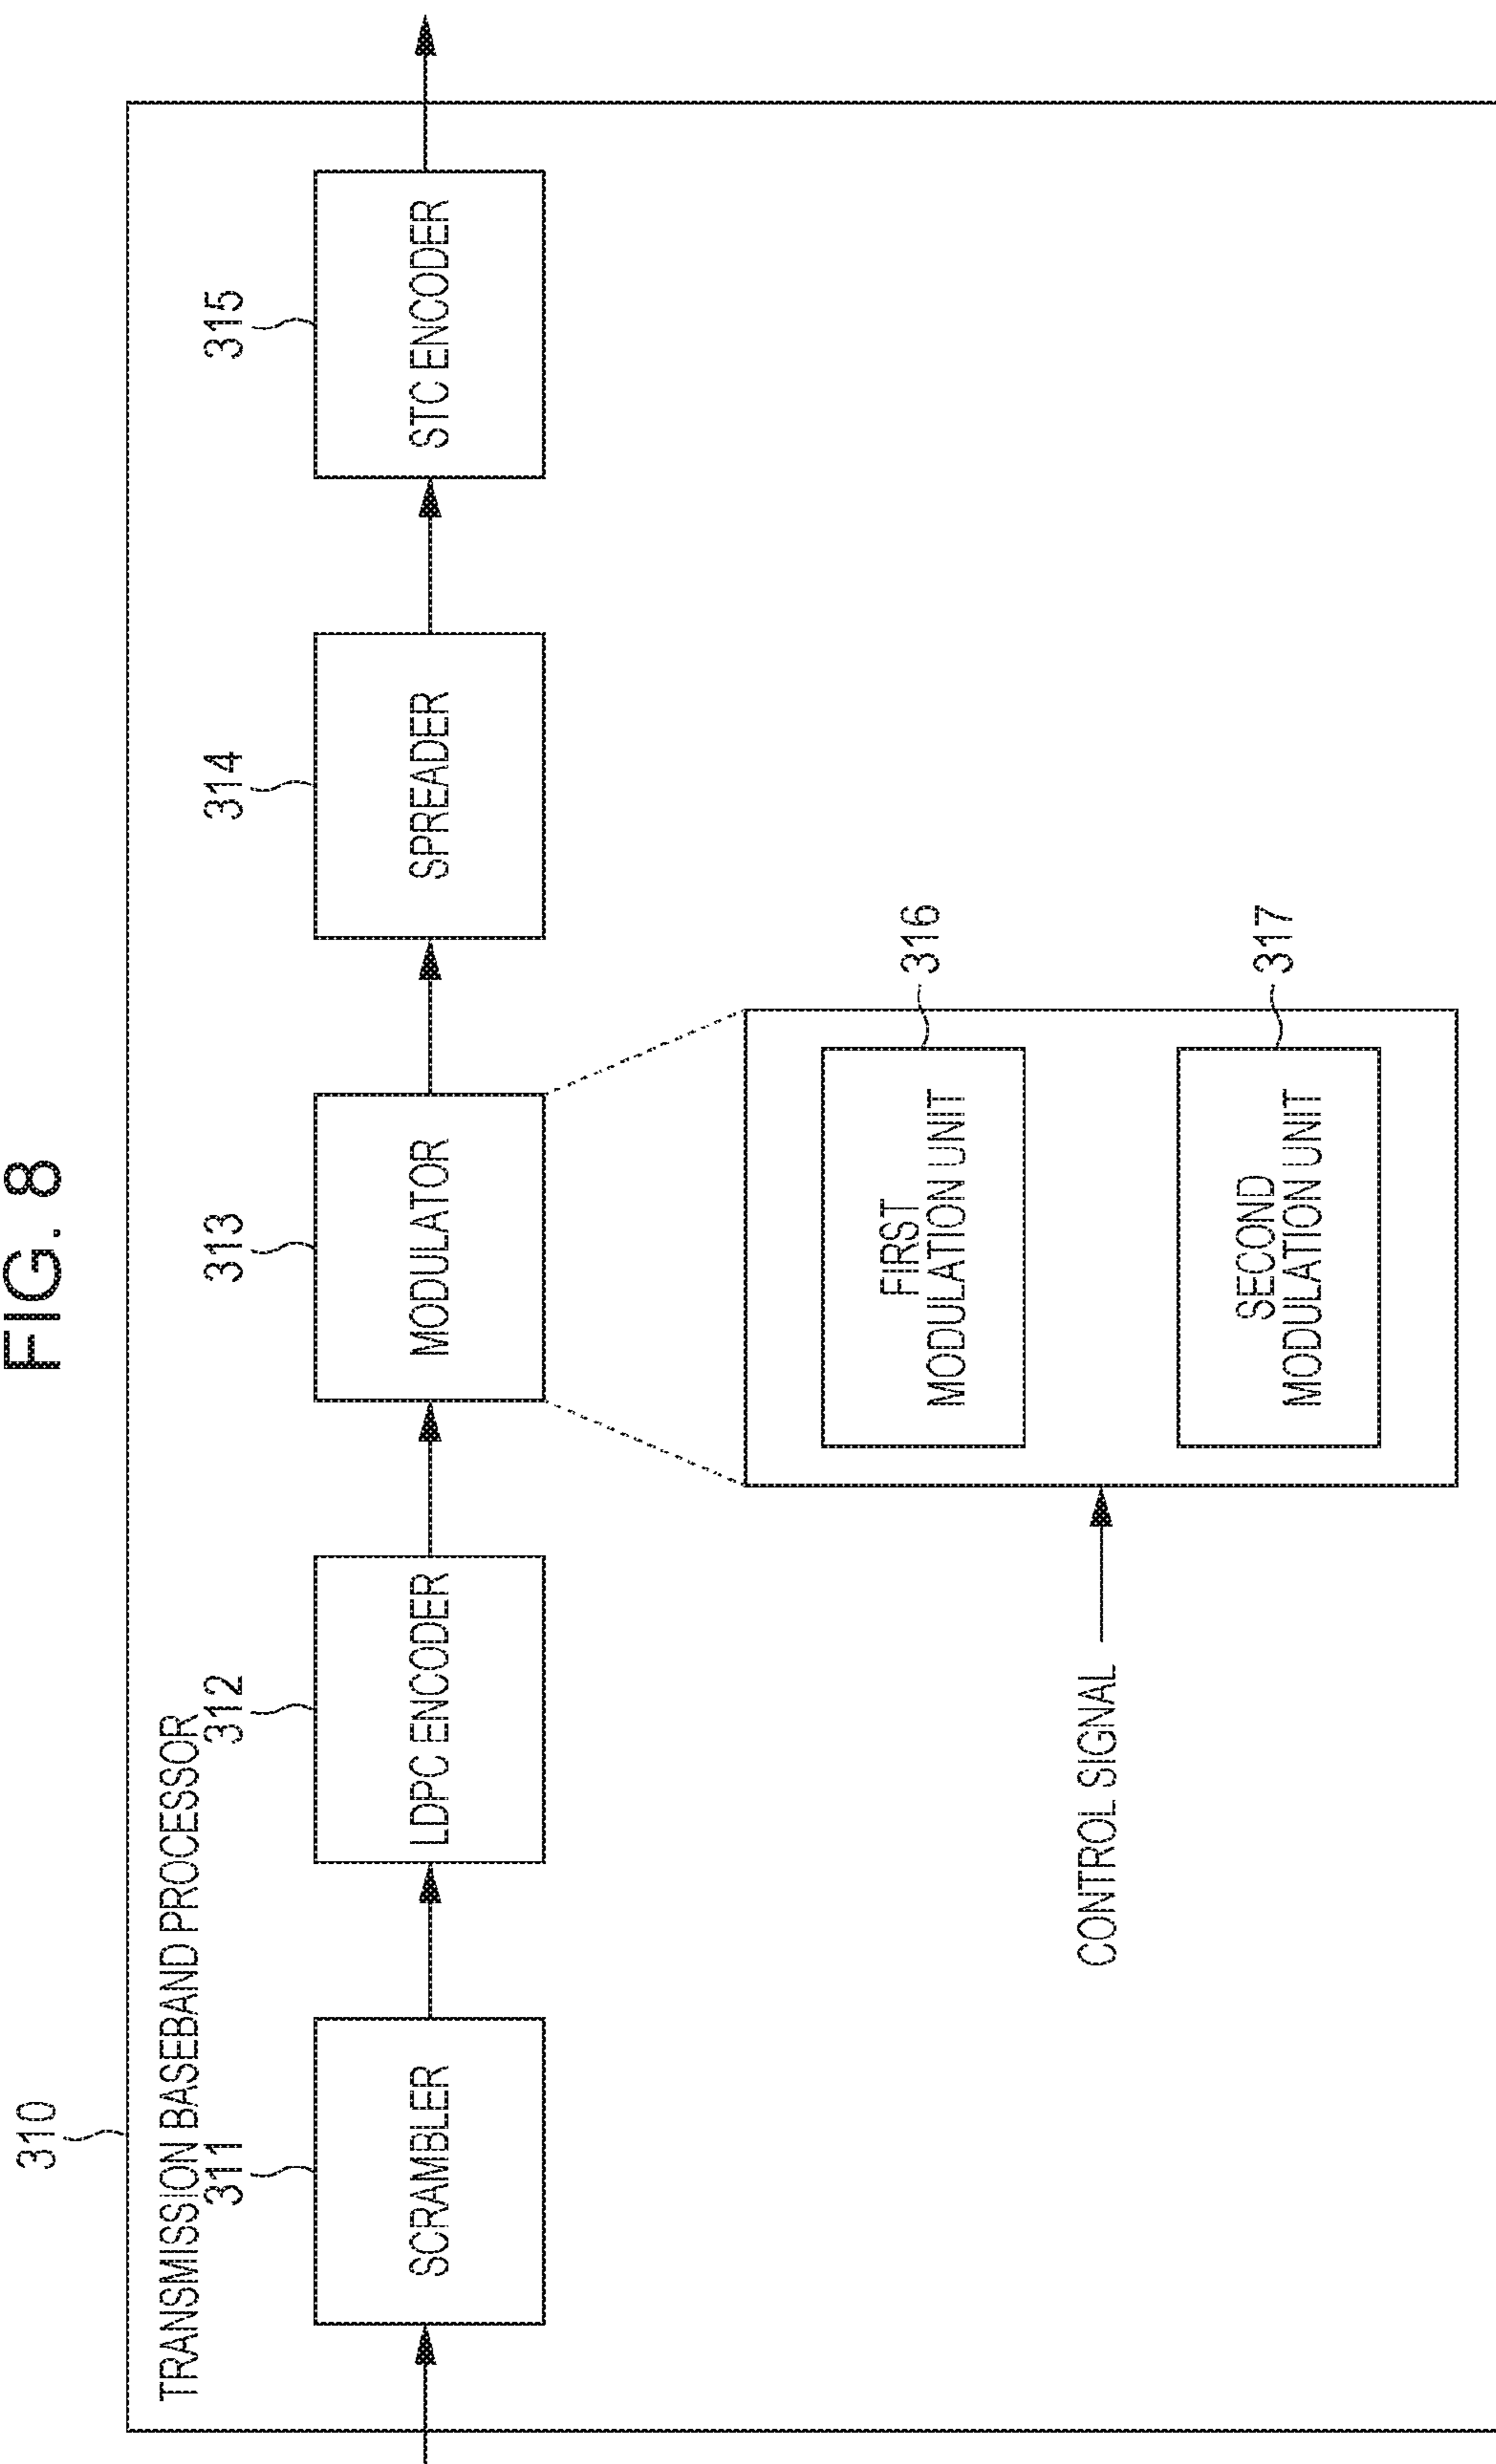 FIG. 8
310
TRANSMISSION BASEBAND PROCESSOR
311
312
313
314
315
SCRAMBLER
LDPC ENCODER
MODULATOR
SPREADER
STC ENCODER
316
FIRST
MODULATION UNIT
CONTROL SIGNAL
317
SECOND
MODULATION UNIT